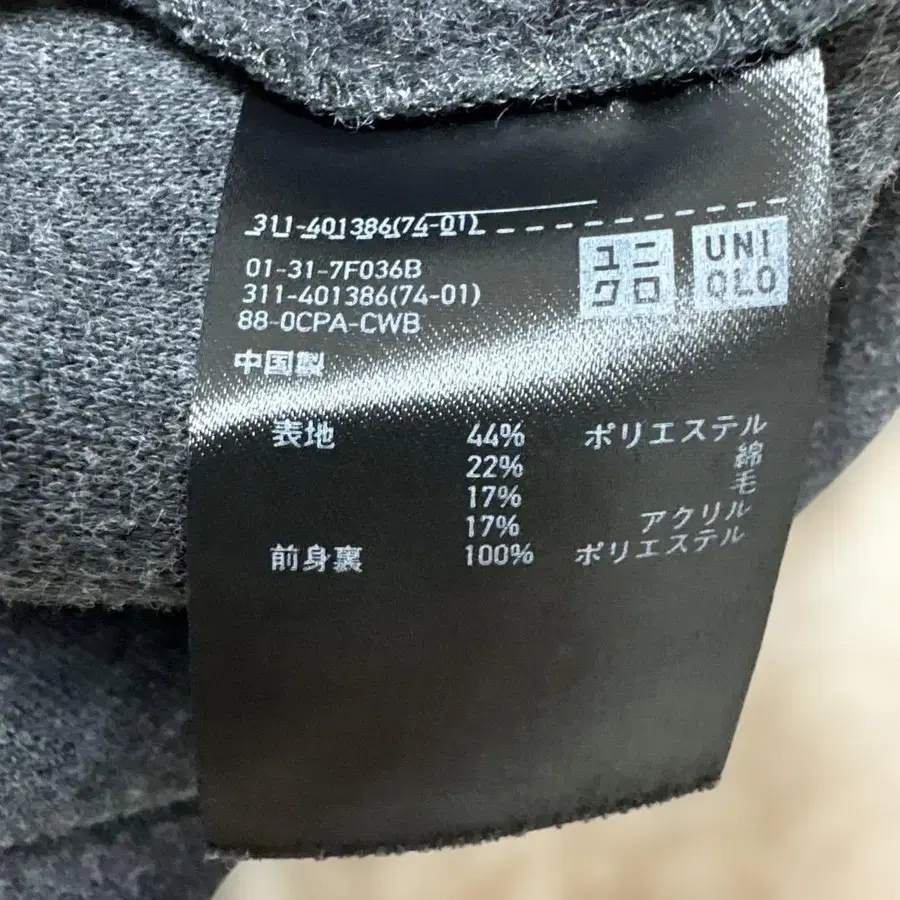 311-401386(74-01)
ユニ
クロ
UNI
QLO
01-31-7F036B
311-401386(74-01)
88-0CPA-CWB
中国製
表地 44% ポリエステル
22% 綿
17% 毛
17% アクリル
前身裏 100% ポリエステル